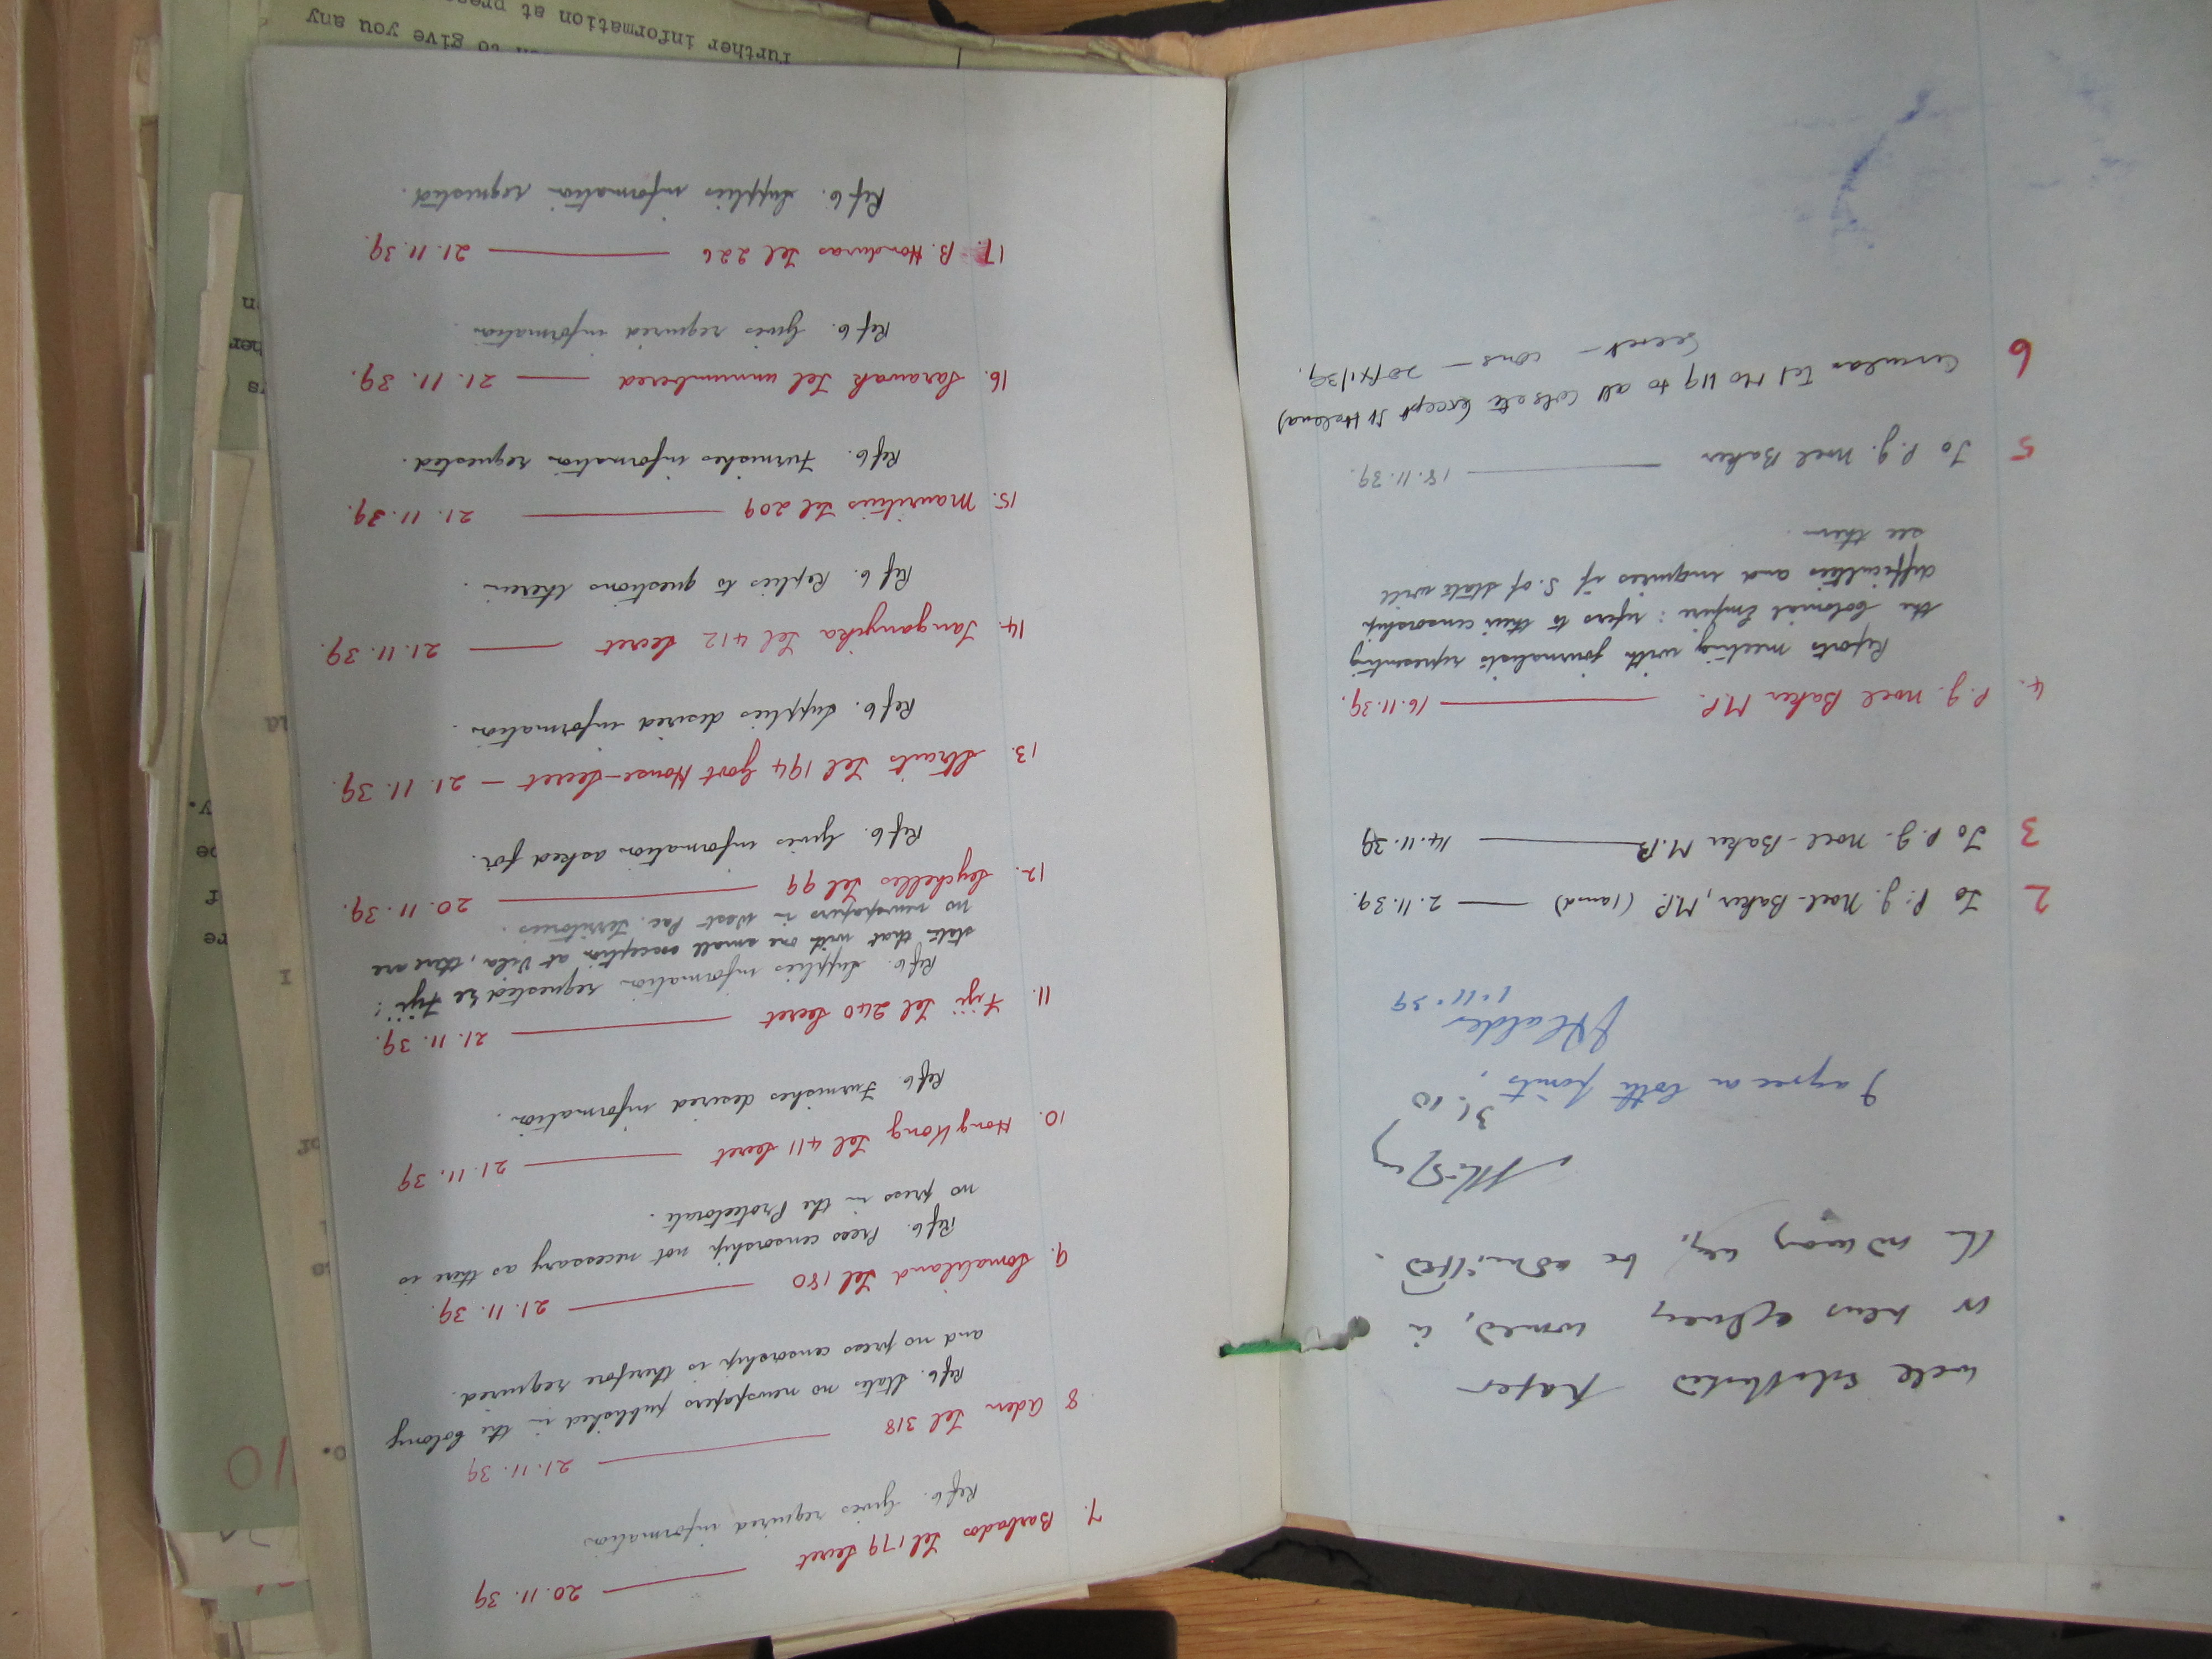 well established paper
or news agency would, in
the ordinary way, be admitted.
31.10
I agree on both points.
J A Calder
1.11.39
2 To P. J. Noel-Baker, M.P. (1 ansd) — 2.11.39.
3 To P. J. Noel-Baker M.P. — 14.11.39
4. P. J. Noel Baker M.P. — 16.11.39.
Reports meeting with journalists representing
the Colonial Empire: refers to their censorship
difficulties and enquires if S. of State will
see them.
5 To P. J. Noel Baker — 18.11.39.
6 Circular Tel No 119 to all Cols etc (except St Helena)
Secret — cons — 20/XI/39.
7. Barbados Tel 179 Secret — 20.11.39
Ref 6. Gives required information
8 Aden Tel 318 — 21.11.39
Ref 6. States no newspapers published in the Colony
and no press censorship is therefore required.
9. Somaliland Tel 180 — 21.11.39.
Ref 6. Press censorship not necessary as there is
no press in the Protectorate.
10. Hong Kong Tel 411 Secret — 21.11.39
Ref 6. Furnishes desired information.
11. Fiji Tel 240 Secret — 21.11.39.
Ref 6. Supplies information requested re Fiji:
states that with one small exception at Vila, there are
no newspapers in West Pac. Territories.
12. Seychelles Tel 99 — 20.11.39.
Ref 6. Gives information asked for.
13. Straits Tel 194 Govt House-Secret — 21.11.39.
Ref 6. Supplies desired information.
14. Tanganyika Tel 412 Secret — 21.11.39.
Ref 6. Replies to questions therein.
15. Mauritius Tel 209 — 21.11.39.
Ref 6. Furnishes information requested.
16. Sarawak Tel unnumbered — 21.11.39.
Ref 6. Gives required information.
17. B. Honduras Tel 226 — 21.11.39.
Ref 6. Supplies information requested.
to give you any
further information at